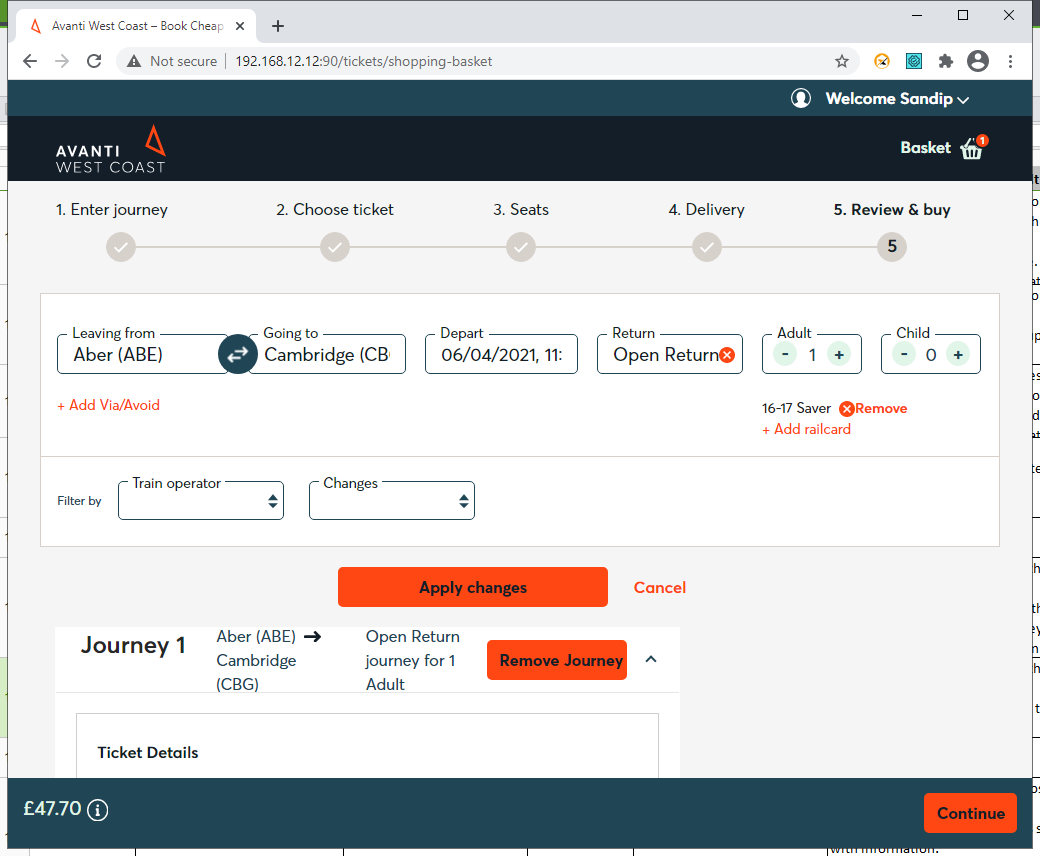 Avanti West Coast – Book Cheap
Not secure 192.168.12.12:90/tickets/shopping-basket
Welcome Sandip
AVANTI
WEST COAST
Basket 1
1. Enter journey 2. Choose ticket 3. Seats 4. Delivery 5. Review & buy
5
Leaving from Going to Depart Return Adult Child
Aber (ABE) Cambridge (CB 06/04/2021, 11: Open Return - 1 + - 0 +
+ Add Via/Avoid
16-17 Saver Remove
+ Add railcard
Train operator Changes
Filter by
Apply changes Cancel
Journey 1
Aber (ABE) →
Cambridge
(CBG)
Open Return
journey for 1
Adult
Remove Journey
Ticket Details
£47.70
Continue
with information.